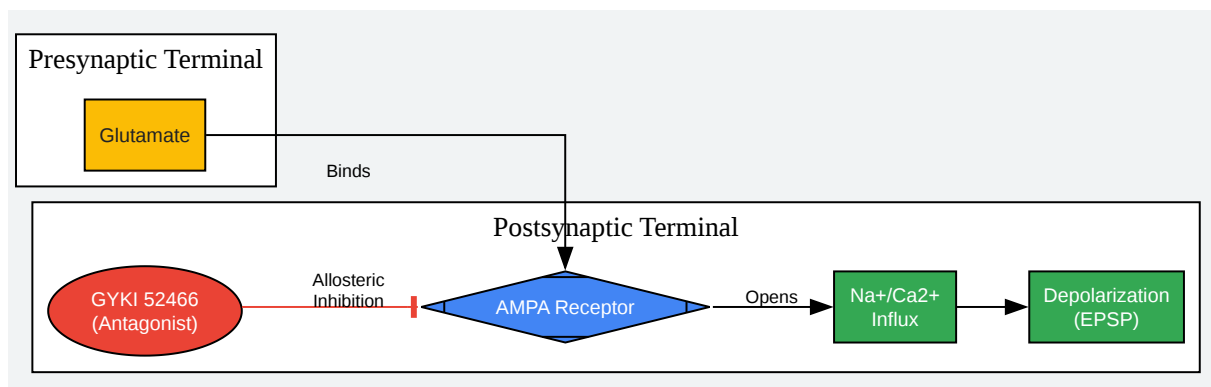 Presynaptic Terminal
Glutamate
Binds
Postsynaptic Terminal
GYKI 52466
(Antagonist)
Allosteric
Inhibition
AMPA Receptor
Opens
Na+/Ca2+
Influx
Depolarization
(EPSP)